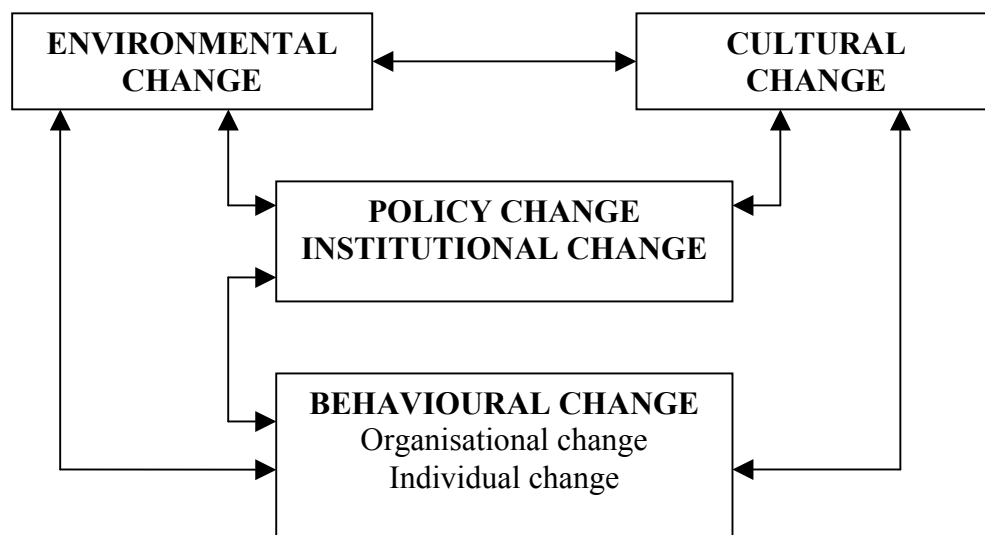 ENVIRONMENTAL
CHANGE
CULTURAL
CHANGE
POLICY CHANGE
INSTITUTIONAL CHANGE
BEHAVIOURAL CHANGE
Organisational change
Individual change